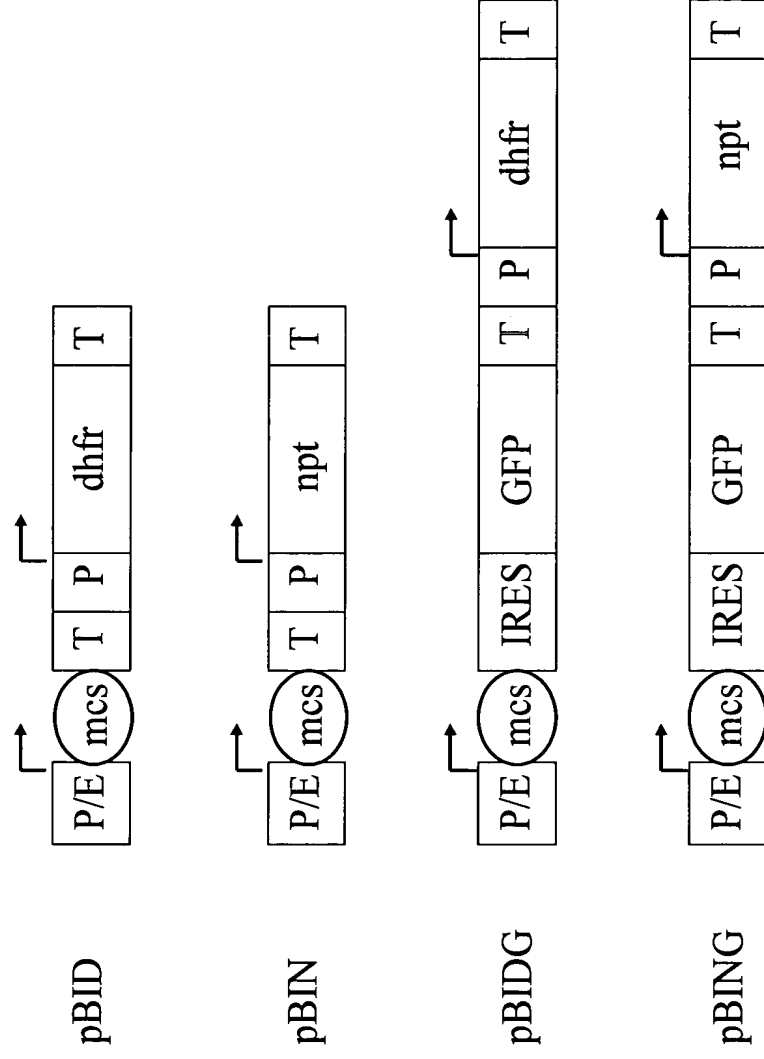 pBID P/E mcs T P dhfr T
pBIN P/E mcs T P npt T
pBIDG P/E mcs IRES GFP T P dhfr T
pBING P/E mcs IRES GFP T P npt T